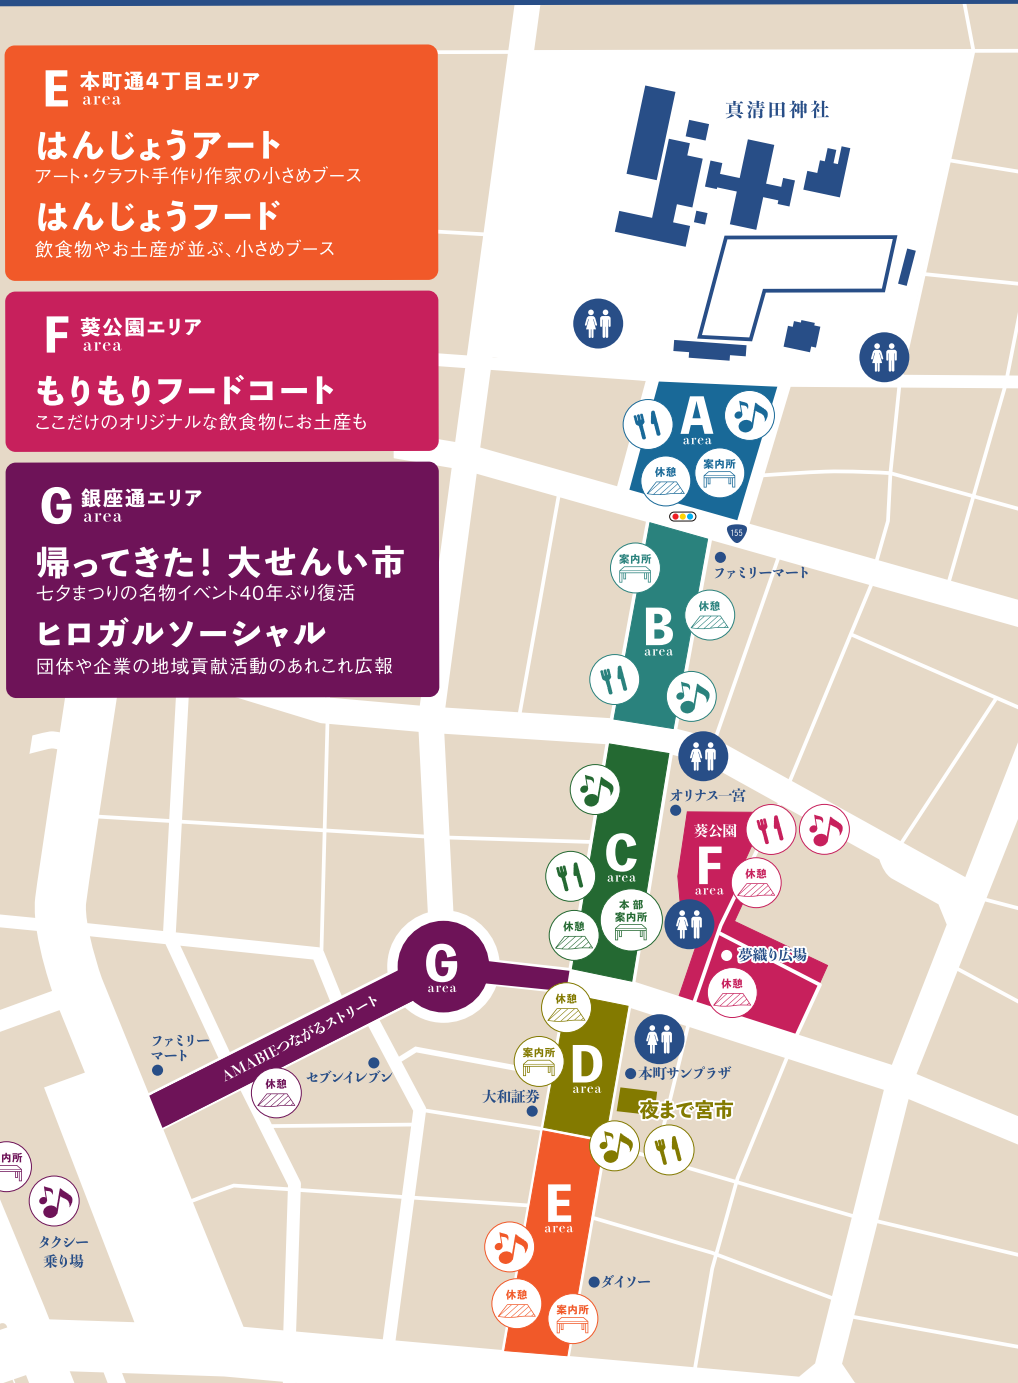 E 本町通4丁目エリア
area
はんじょうアート
アート・クラフト手作り作家の小さめブース
はんじょうフード
飲食物やお土産が並ぶ、小さめブース
F 葵公園エリア
area
もりもりフードコート
ここだけのオリジナルな飲食物にお土産も
G 銀座通エリア
area
帰ってきた！大せんい市
七夕まつりの名物イベント40年ぶり復活
ヒロガルソーシャル
団体や企業の地域貢献活動のあれこれ広報
真清田神社
A
area
休憩
案内所
155
ファミリーマート
案内所
休憩
B
area
オリナス一宮
C
area
本部
案内所
休憩
葵公園
F
area
休憩
夢織り広場
休憩
G
area
AMABIEつながるストリート
ファミリー
マート
セブンイレブン
休憩
休憩
案内所
D
area
本町サンプラザ
大和証券
夜まで宮市
E
area
休憩
案内所
ダイソー
内所
タクシー
乗り場